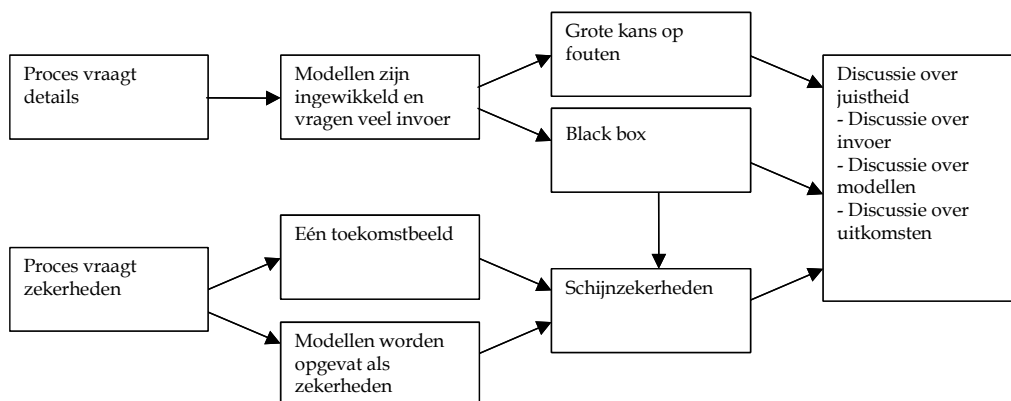 Proces vraagt
details
Modellen zijn
ingewikkeld en
vragen veel invoer
Grote kans op
fouten
Black box
Discussie over
juistheid
- Discussie over
invoer
- Discussie over
modellen
- Discussie over
uitkomsten
Proces vraagt
zekerheden
Eén toekomstbeeld
Modellen worden
opgevat als
zekerheden
Schijnzekerheden